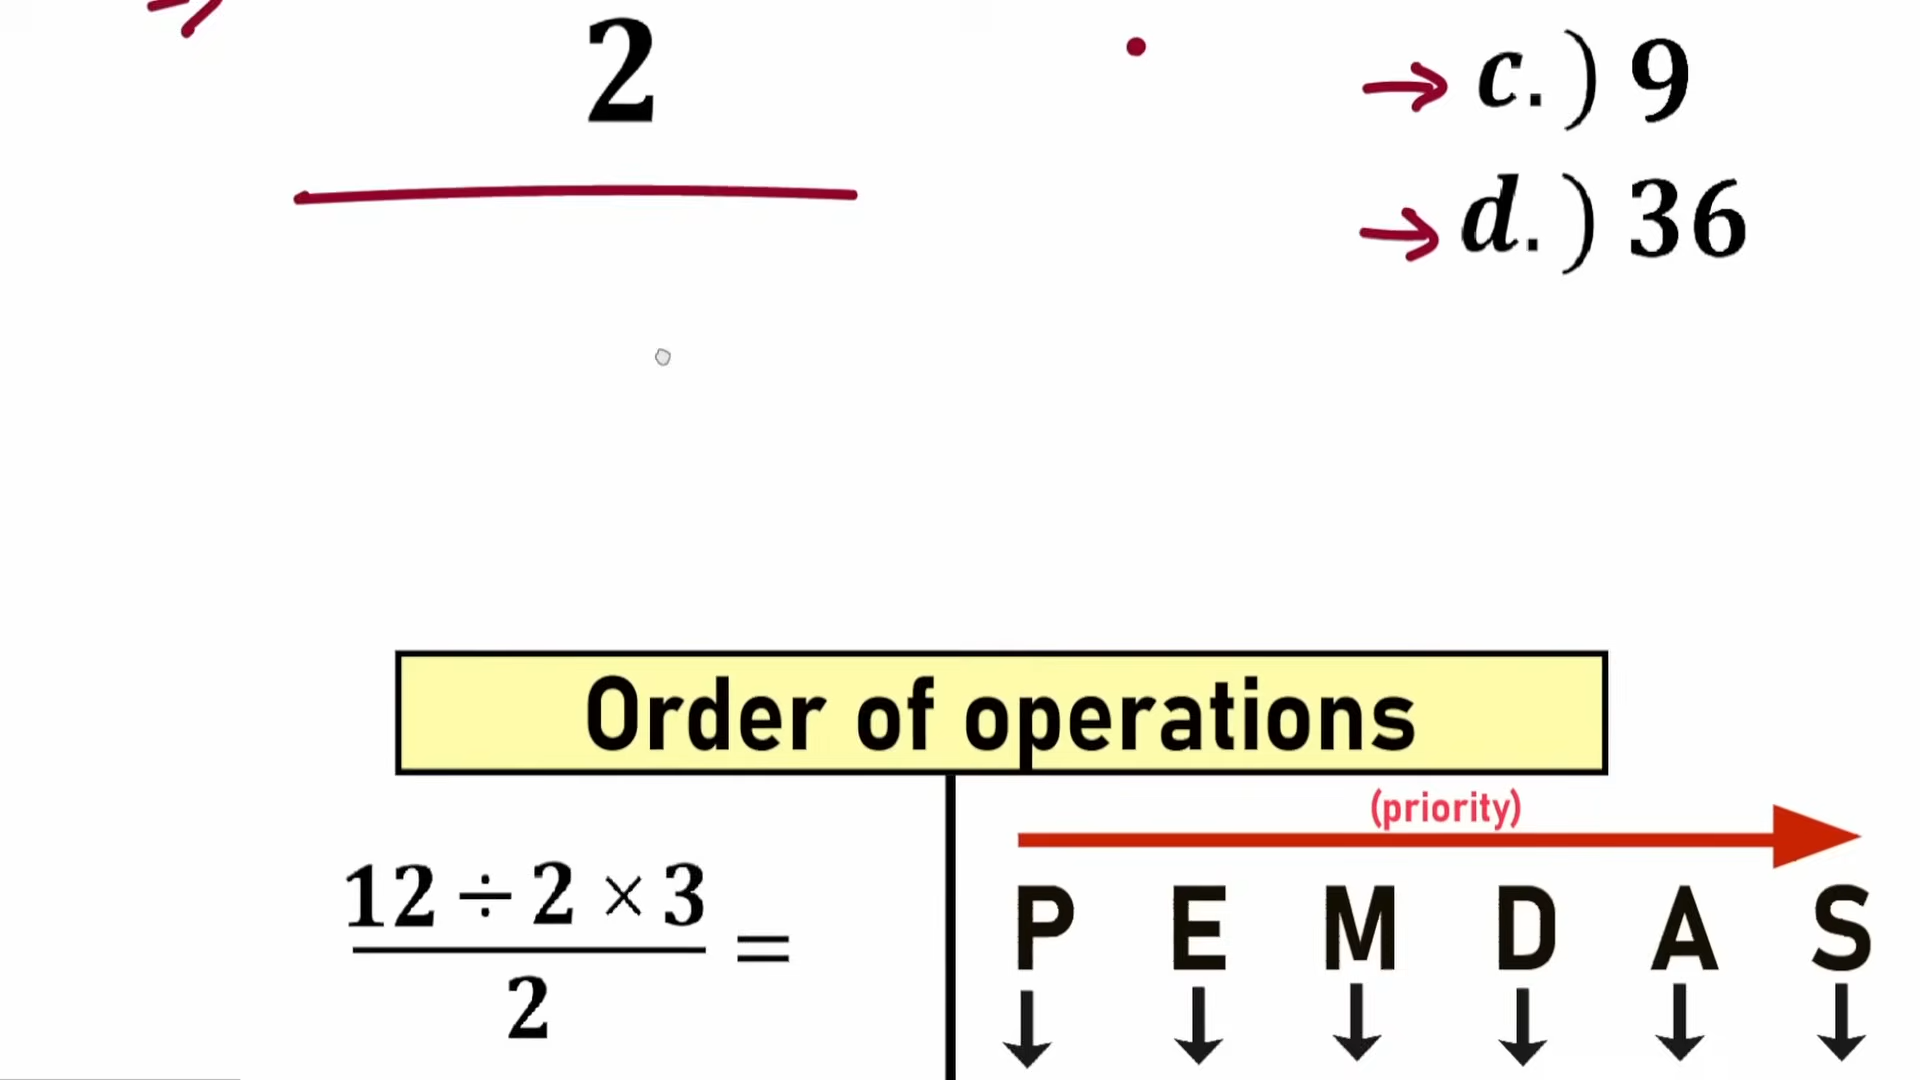 2
c.) 9
d.) 36
Order of operations
(priority)
12 ÷ 2 × 3
2
=
P E M D A S